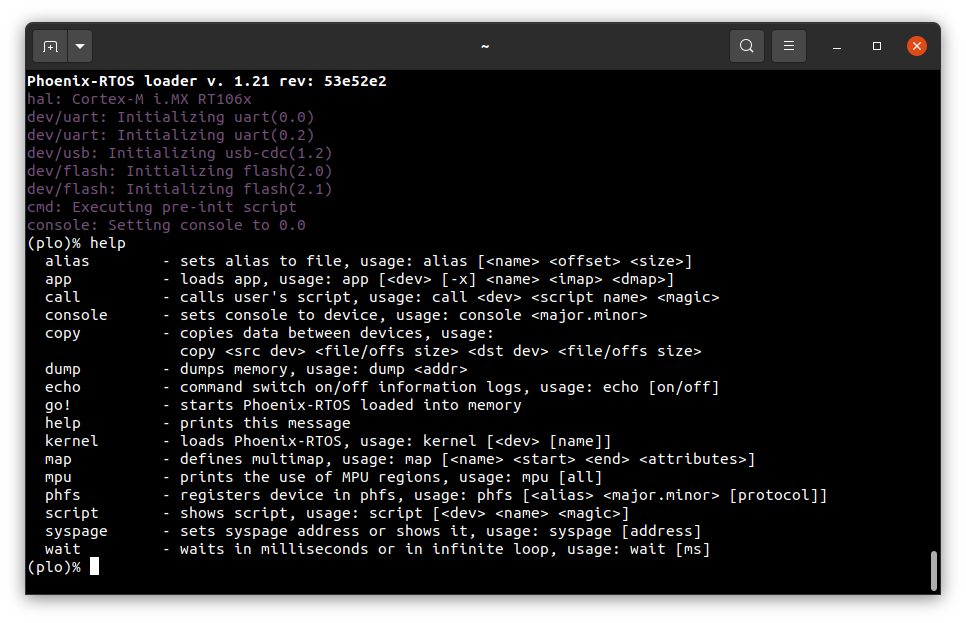 ~
Phoenix-RTOS loader v. 1.21 rev: 53e52e2
hal: Cortex-M i.MX RT106x
dev/uart: Initializing uart(0.0)
dev/uart: Initializing uart(0.2)
dev/usb: Initializing usb-cdc(1.2)
dev/flash: Initializing flash(2.0)
dev/flash: Initializing flash(2.1)
cmd: Executing pre-init script
console: Setting console to 0.0
(plo)% help
  alias        - sets alias to file, usage: alias [<name> <offset> <size>]
  app          - loads app, usage: app [<dev> [-x] <name> <imap> <dmap>]
  call         - calls user's script, usage: call <dev> <script name> <magic>
  console      - sets console to device, usage: console <major.minor>
  copy         - copies data between devices, usage:
                 copy <src dev> <file/offs size> <dst dev> <file/offs size>
  dump         - dumps memory, usage: dump <addr>
  echo         - command switch on/off information logs, usage: echo [on/off]
  go!          - starts Phoenix-RTOS loaded into memory
  help         - prints this message
  kernel       - loads Phoenix-RTOS, usage: kernel [<dev> [name]]
  map          - defines multimap, usage: map [<name> <start> <end> <attributes>]
  mpu          - prints the use of MPU regions, usage: mpu [all]
  phfs         - registers device in phfs, usage: phfs [<alias> <major.minor> [protocol]]
  script       - shows script, usage: script [<dev> <name> <magic>]
  syspage      - sets syspage address or shows it, usage: syspage [address]
  wait         - waits in milliseconds or in infinite loop, usage: wait [ms]
(plo)%